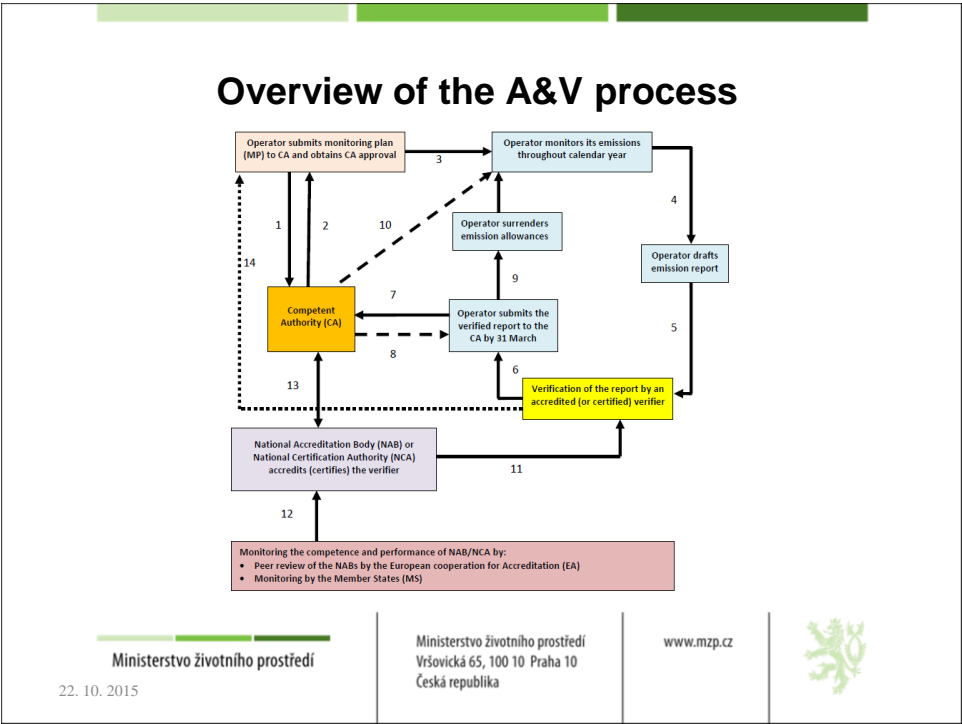 Overview of the A&V process
Operator submits monitoring plan
(MP) to CA and obtains CA approval
3
Operator monitors its emissions
throughout calendar year
4
1
2
10
Operator surrenders
emission allowances
14
Operator drafts
emission report
9
7
Competent
Authority (CA)
Operator submits the
verified report to the
CA by 31 March
8
5
6
13
Verification of the report by an
accredited (or certified) verifier
National Accreditation Body (NAB) or
National Certification Authority (NCA)
accredits (certifies) the verifier
11
12
Monitoring the competence and performance of NAB/NCA by:
• Peer review of the NABs by the European cooperation for Accreditation (EA)
• Monitoring by the Member States (MS)
Ministerstvo životního prostředí
22. 10. 2015
Ministerstvo životního prostředí
Vršovická 65, 100 10 Praha 10
Česká republika
www.mzp.cz